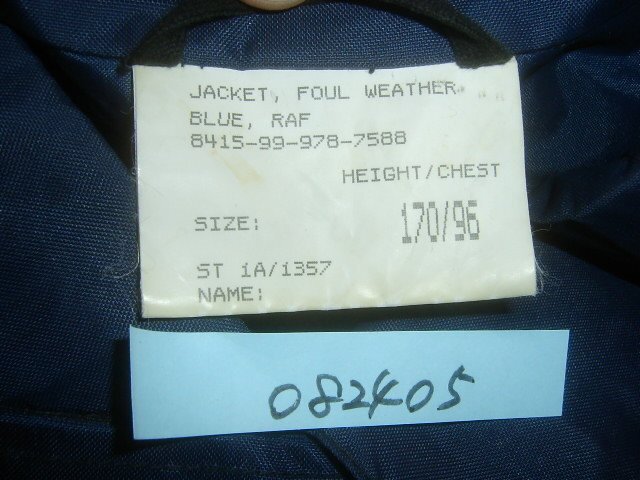 JACKET, FOUL WEATHER
BLUE, RAF
8415-99-978-7588
HEIGHT/CHEST
SIZE: 170/96
ST 1A/1357
NAME:
082405